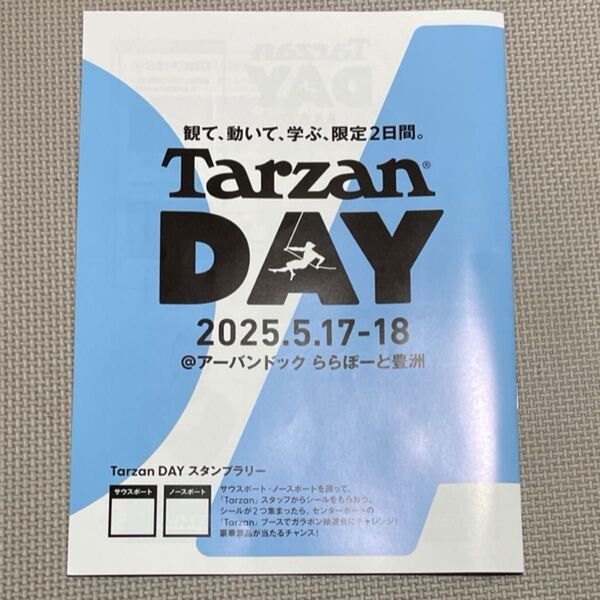 観て、動いて、学ぶ、限定2日間。
Tarzan®
DAY
2025.5.17-18
@アーバンドック ららぽーと豊洲
Tarzan DAY スタンプラリー
サウスポート ノースポート
サウスポート・ノースポートを調って、
「Tarzan」スタッフからシールをもらおう。
シールが2つ集まったら、センターポートの
「Tarzan」ブースでガラポン抽選会にチャレンジ!
豪華景品が当たるチャンス!